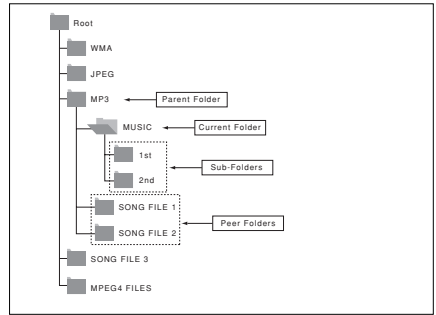 Root
WMA
JPEG
MP3
Parent Folder
MUSIC
Current Folder
1st
Sub-Folders
2nd
SONG FILE 1
Peer Folders
SONG FILE 2
SONG FILE 3
MPEG4 FILES